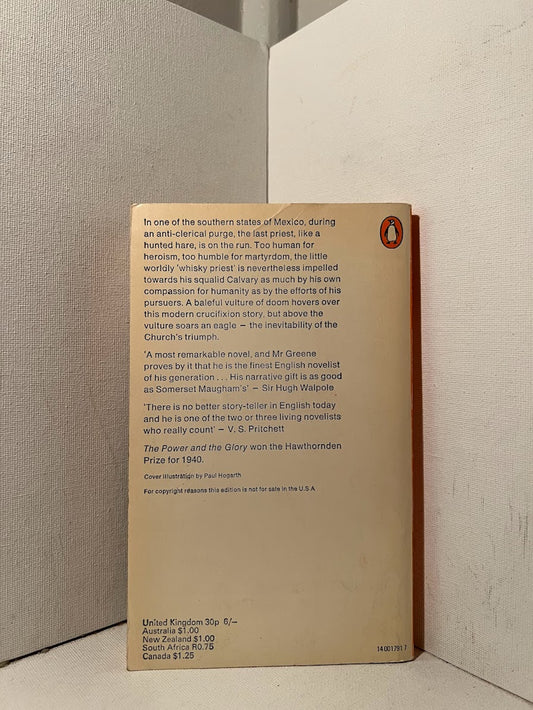 In one of the southern states of Mexico, during
an anti-clerical purge, the last priest, like a
hunted hare, is on the run. Too human for
heroism, too humble for martyrdom, the little
worldly 'whisky priest' is nevertheless impelled
towards his squalid Calvary as much by his own
compassion for humanity as by the efforts of his
pursuers. A baleful vulture of doom hovers over
this modern crucifixion story, but above the
vulture soars an eagle – the inevitability of the
Church's triumph.
'A most remarkable novel, and Mr Greene
proves by it that he is the finest English novelist
of his generation . . . His narrative gift is as good
as Somerset Maugham's' – Sir Hugh Walpole
'There is no better story-teller in English today
and he is one of the two or three living novelists
who really count' – V. S. Pritchett
The Power and the Glory won the Hawthornden
Prize for 1940.
Cover illustration by Paul Hogarth
For copyright reasons this edition is not for sale in the U.S.A
United Kingdom 30p 6/–
Australia $1.00
New Zealand $1.00
South Africa R0.75
Canada $1.25
14 00 1791 7